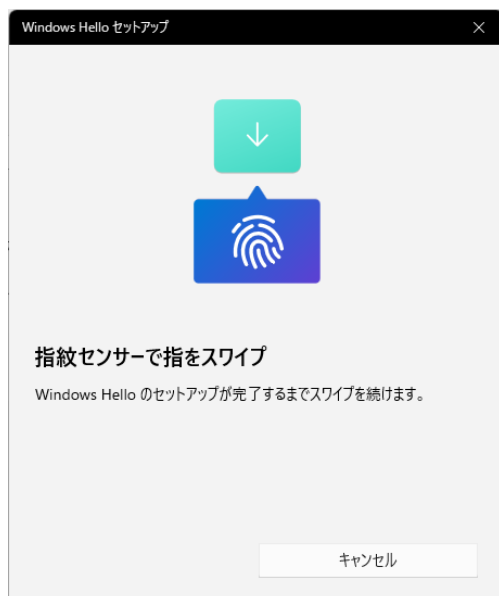 Windows Hello セットアップ
指紋センサーで指をスワイプ
Windows Hello のセットアップが完了するまでスワイプを続けます。
キャンセル